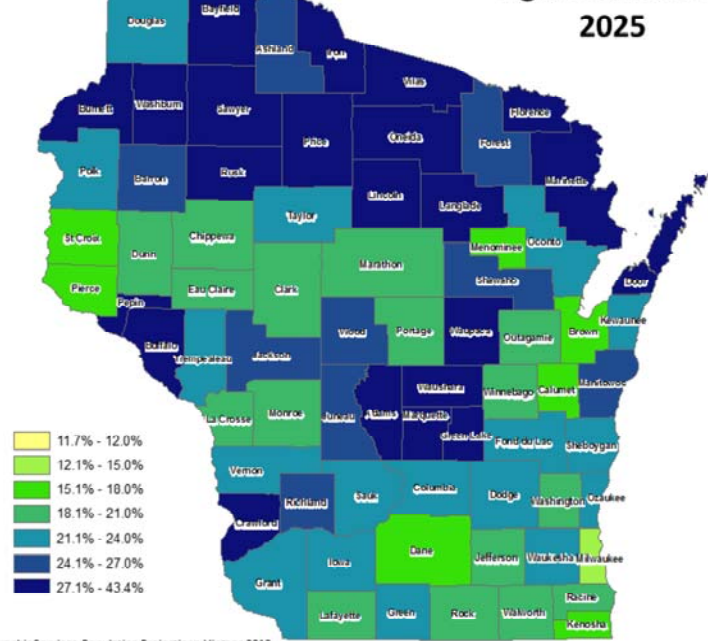 2025
Douglas
Bayfield
Ashland
Iron
Vilas
Burnett
Washburn
Sawyer
Florence
Price
Oneida
Forest
Marinette
Polk
Barron
Rusk
Lincoln
Langlade
Taylor
Oconto
Menominee
St Croix
Dunn
Chippewa
Marathon
Shawano
Door
Pierce
Eau Claire
Clark
Pepin
Kewaunee
Brown
Buffalo
Trempealeau
Jackson
Wood
Portage
Waupaca
Outagamie
Manitowoc
Calumet
Winnebago
Waushara
Adams
Marquette
Green Lake
La Crosse
Monroe
Juneau
Fond du Lac
Sheboygan
11.7% - 12.0%
12.1% - 15.0%
15.1% - 18.0%
18.1% - 21.0%
21.1% - 24.0%
24.1% - 27.0%
27.1% - 43.4%
Vernon
Richland
Sauk
Columbia
Dodge
Washington
Ozaukee
Crawford
Dane
Jefferson
Waukesha
Milwaukee
Grant
Iowa
Lafayette
Green
Rock
Walworth
Racine
Kenosha